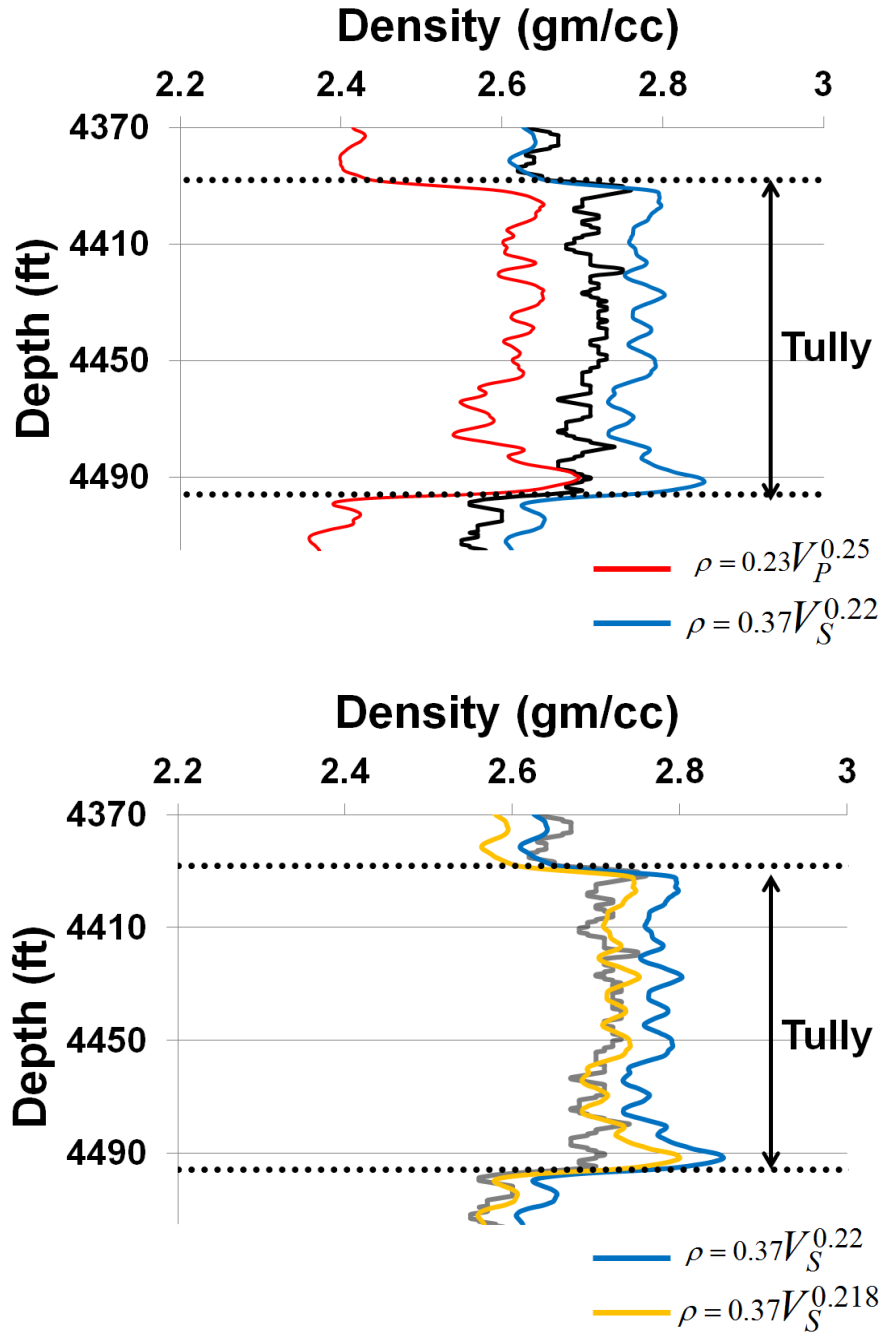 Density (gm/cc)
2.2 2.4 2.6 2.8 3
4370
4410
4450
4490
Depth (ft)
Tully
ρ = 0.23V_P^0.25
ρ = 0.37V_S^0.22
Density (gm/cc)
2.2 2.4 2.6 2.8 3
4370
4410
4450
4490
Depth (ft)
Tully
ρ = 0.37V_S^0.22
ρ = 0.37V_S^0.218